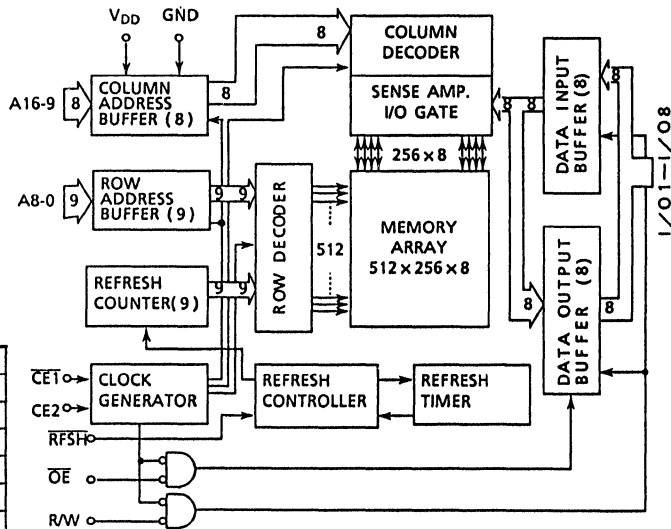 VDD GND
A16-9
8
COLUMN
ADDRESS
BUFFER (8)
8
8
COLUMN
DECODER
SENSE AMP.
I/O GATE
8
8
DATA INPUT
BUFFER (8)
8
I/O1-I/O8
256×8
A8-0
9
ROW
ADDRESS
BUFFER (9)
9
9
ROW DECODER
512
MEMORY
ARRAY
512×256×8
REFRESH
COUNTER(9)
9
9
8
DATA OUTPUT
BUFFER (8)
8
CE1
CE2
CLOCK
GENERATOR
REFRESH
CONTROLLER
REFRESH
TIMER
RFSH
OE
R/W